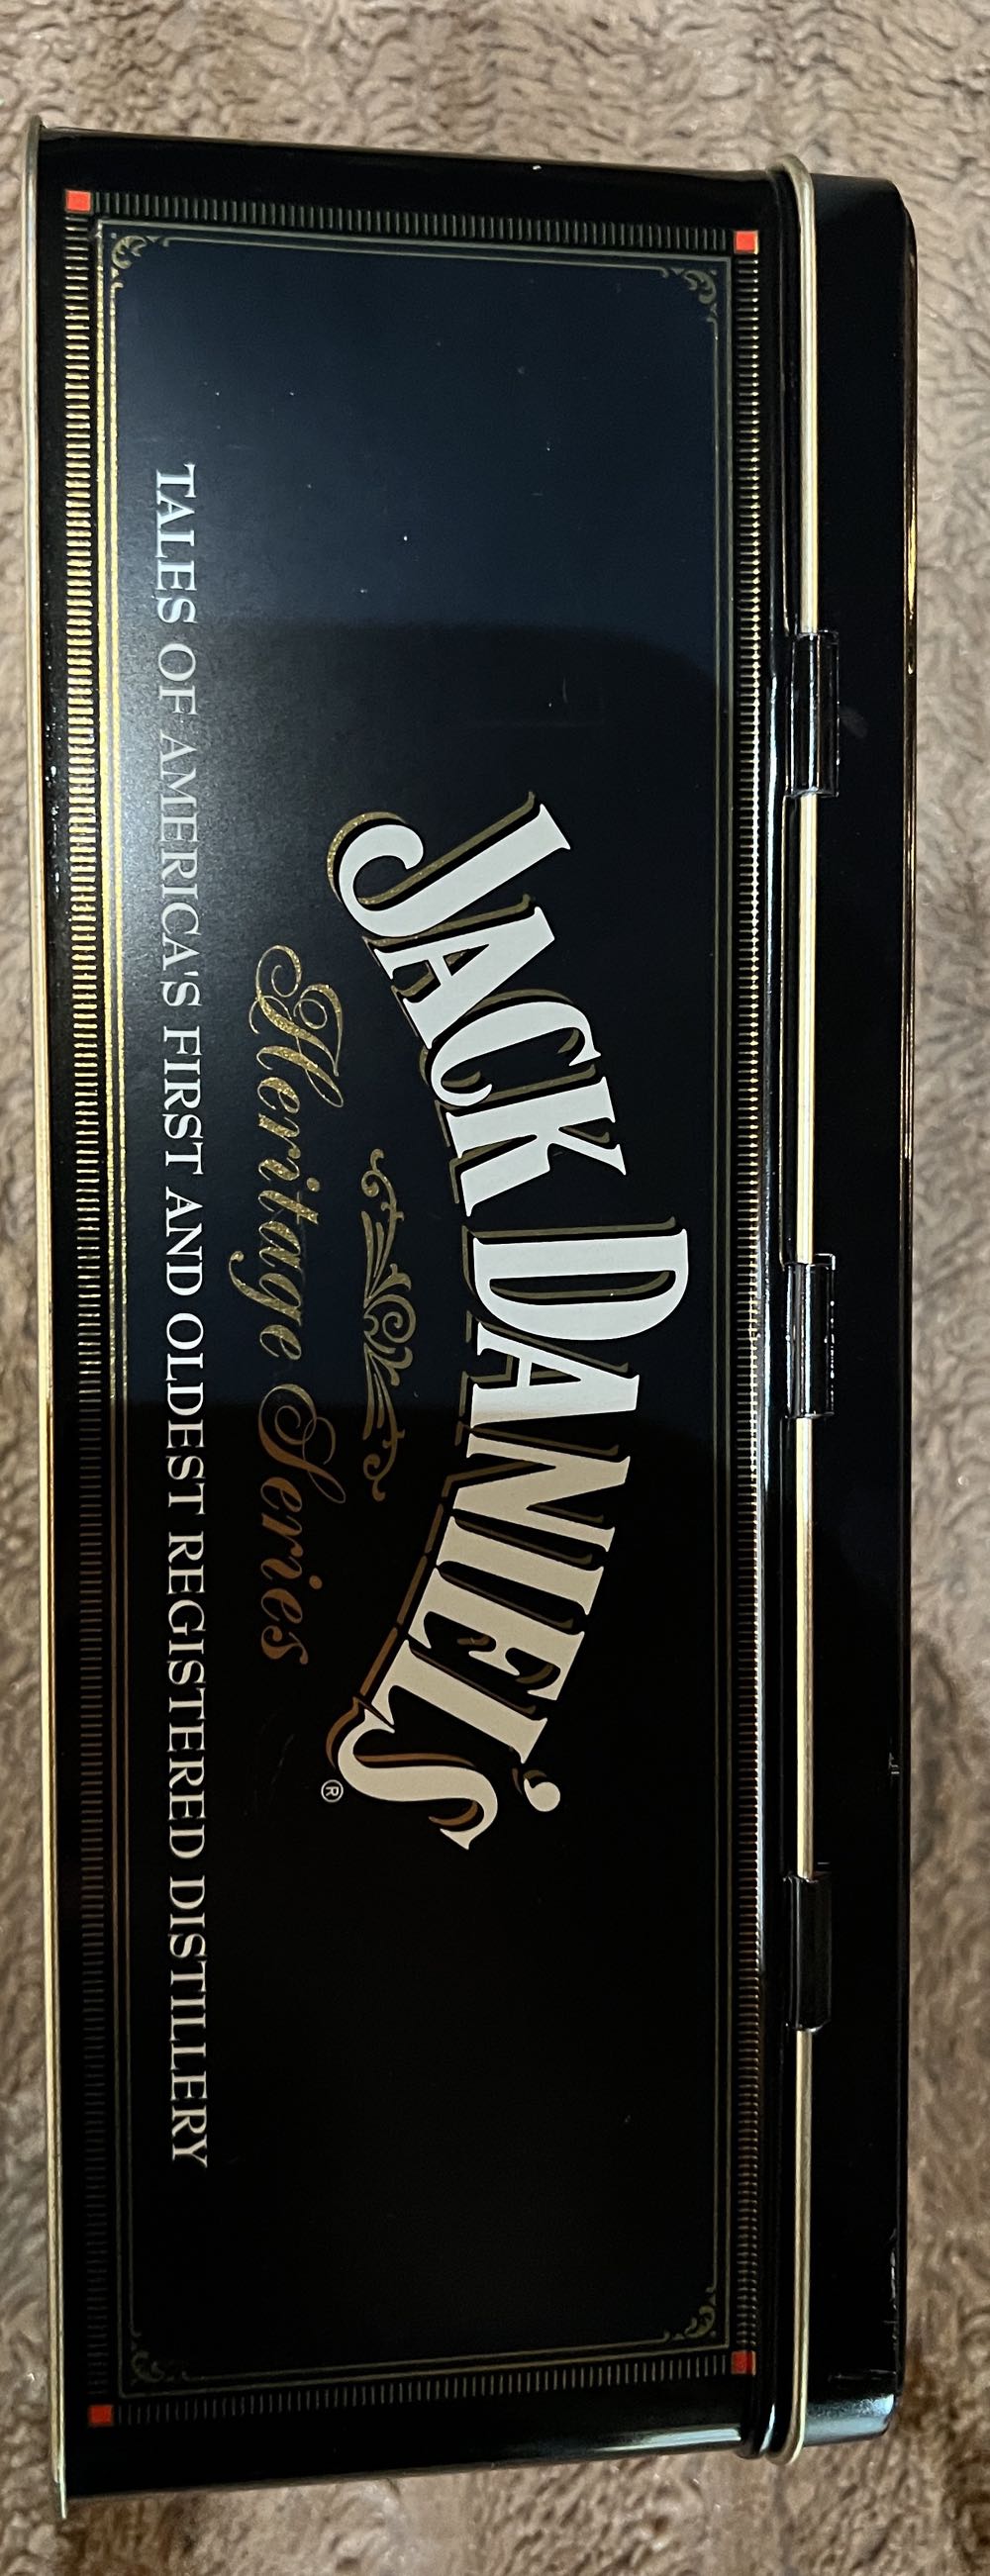 JACK DANIEL'S®
Heritage Series
TALES OF AMERICA'S FIRST AND OLDEST REGISTERED DISTILLERY